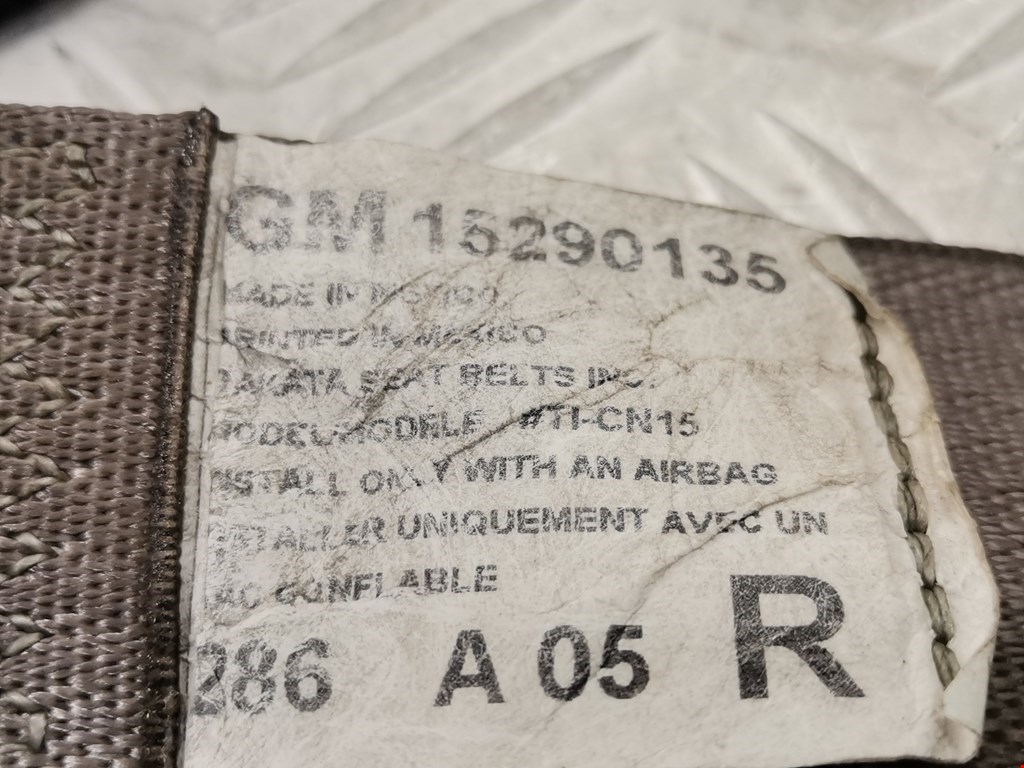 GM 15290135
MADE IN MEXICO
PRINTED IN MEXICO
TAKATA SEAT BELTS INC.
MODEL/MODÈLE #TI-CN15
INSTALL ONLY WITH AN AIRBAG
INSTALLER UNIQUEMENT AVEC UN
SAC GONFLABLE
286 A 05 R